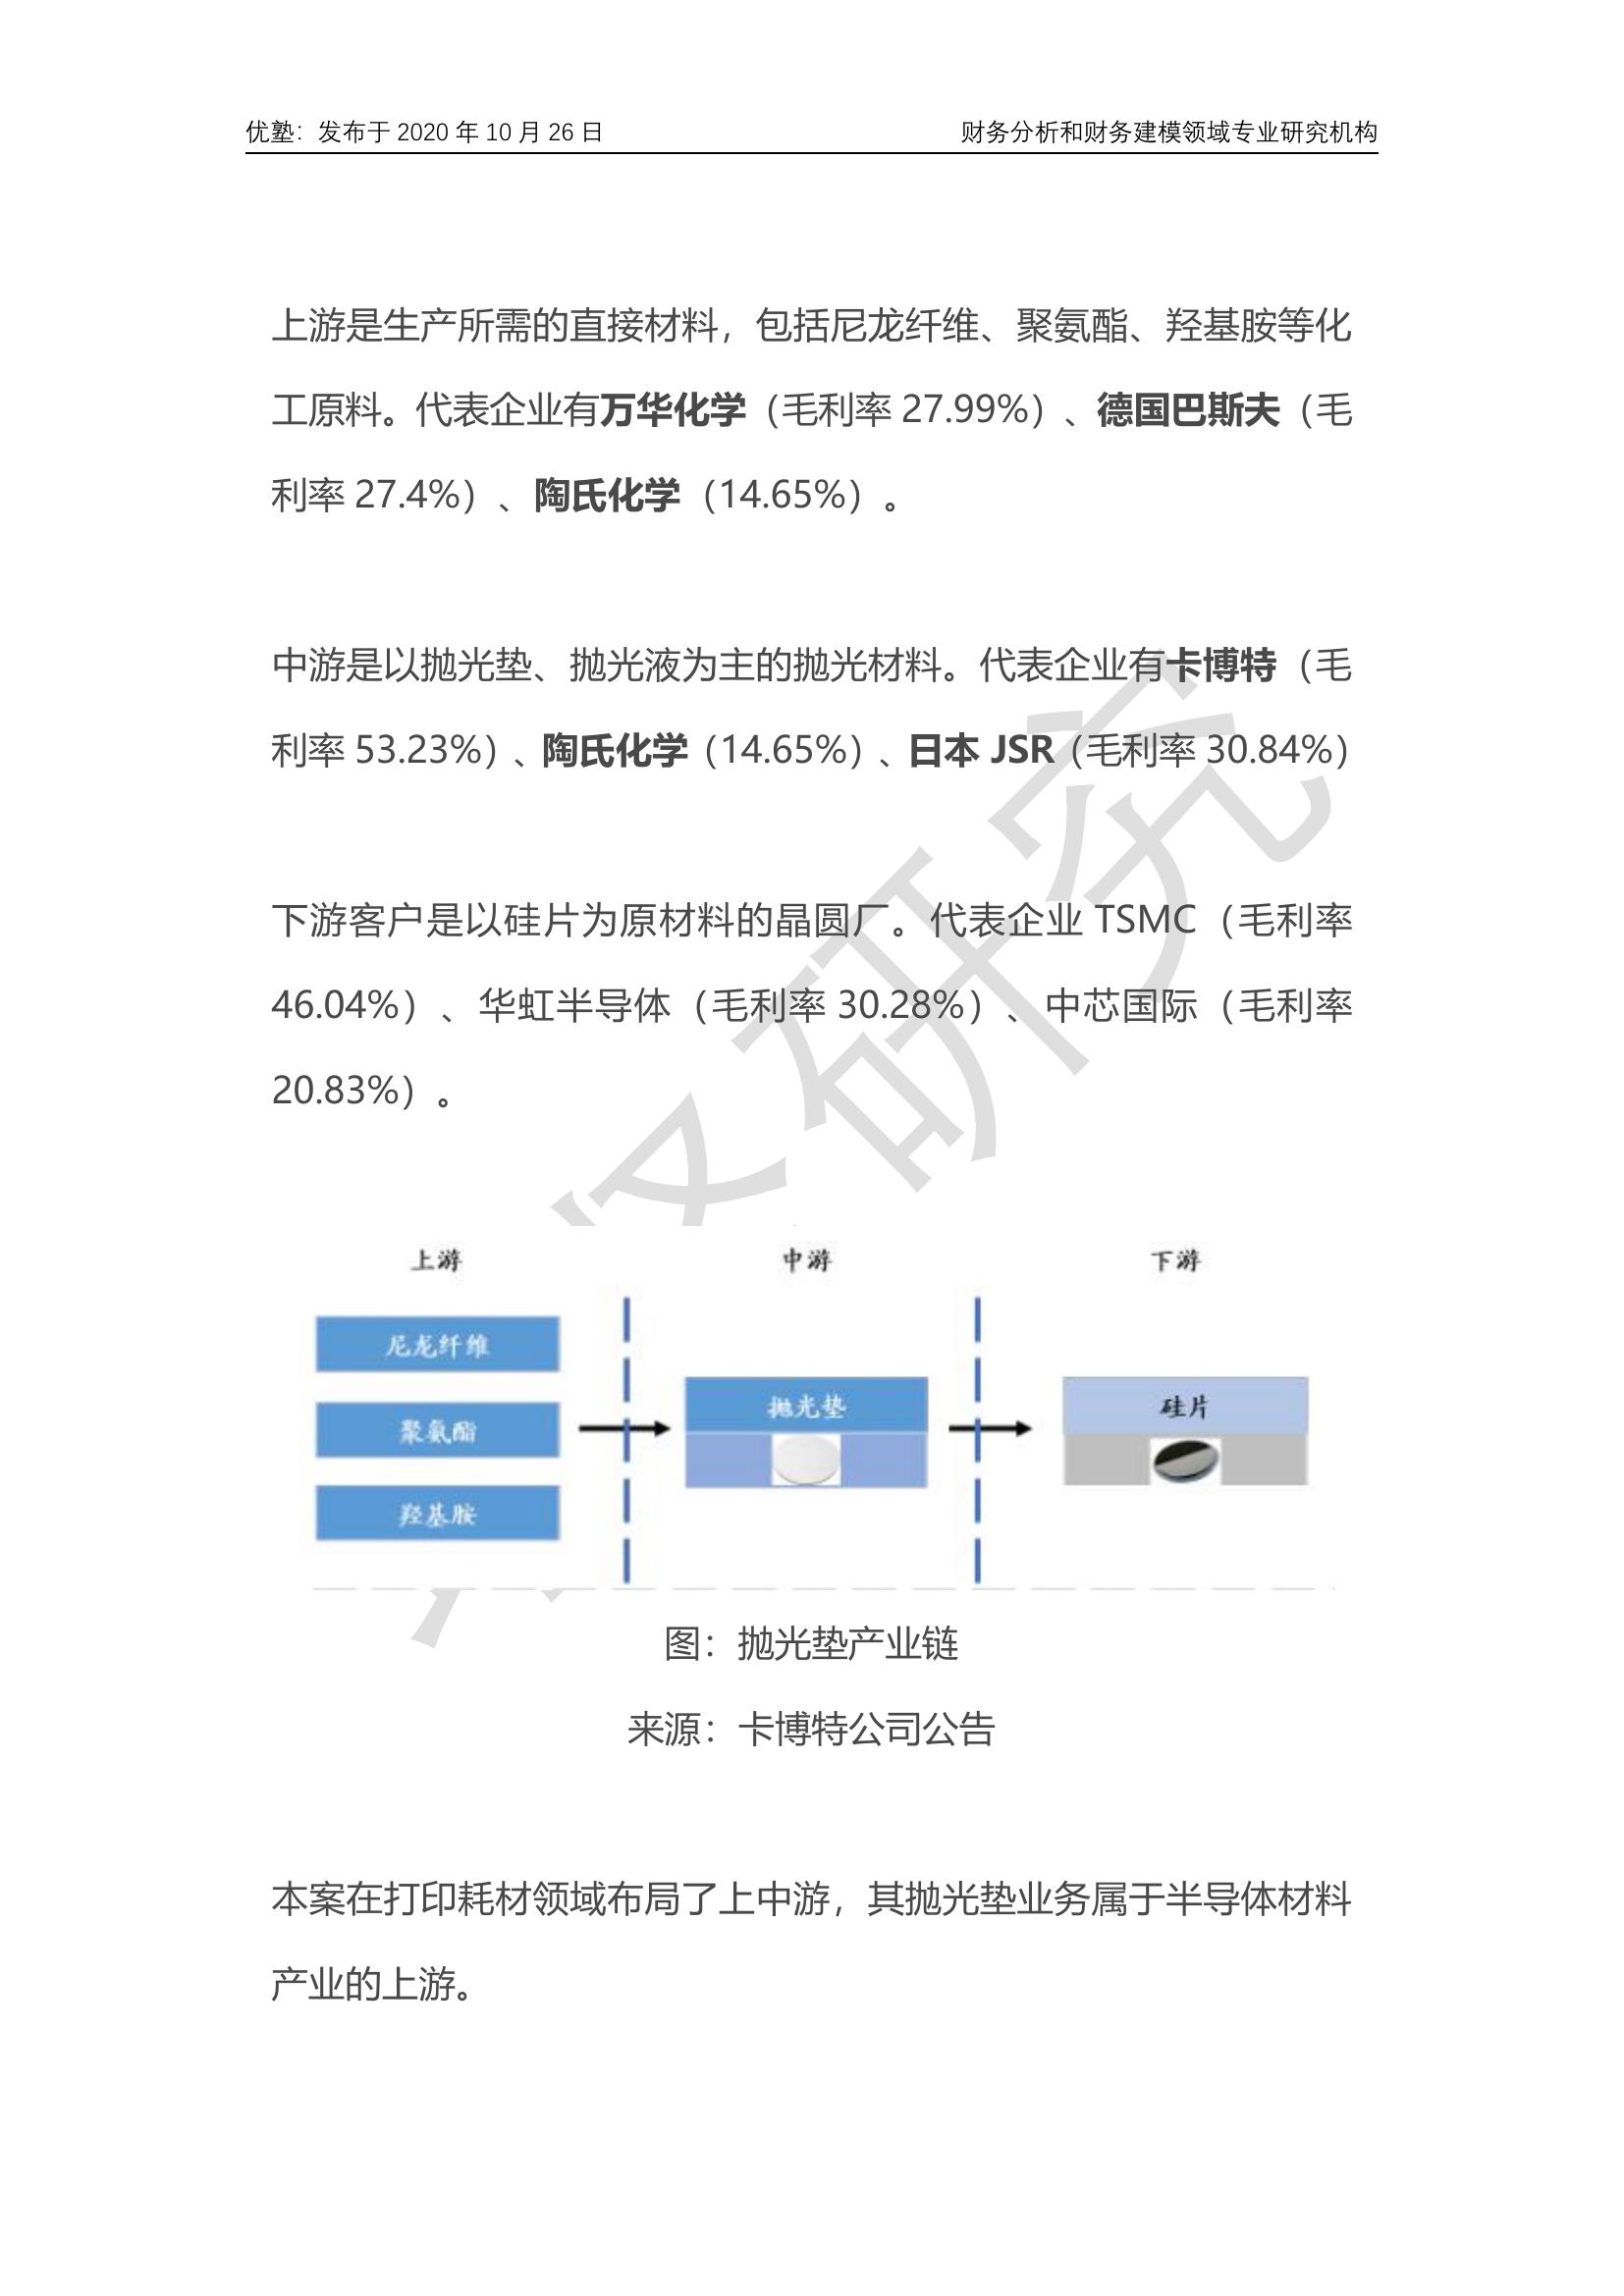 优塾：发布于 2020 年 10 月 26 日
财务分析和财务建模领域专业研究机构
上游是生产所需的直接材料，包括尼龙纤维、聚氨酯、羟基胺等化
工原料。代表企业有万华化学（毛利率 27.99%）、德国巴斯夫（毛
利率 27.4%）、陶氏化学（14.65%）。
中游是以抛光垫、抛光液为主的抛光材料。代表企业有卡博特（毛
利率 53.23%）、陶氏化学（14.65%）、日本 JSR（毛利率 30.84%）
下游客户是以硅片为原材料的晶圆厂。代表企业 TSMC（毛利率
46.04%）、华虹半导体（毛利率 30.28%）、中芯国际（毛利率
20.83%）。
上游
中游
下游
尼龙纤维
聚氨酯
羟基胺
抛光垫
硅片
图：抛光垫产业链
来源：卡博特公司公告
本案在打印耗材领域布局了上中游，其抛光垫业务属于半导体材料
产业的上游。
研究